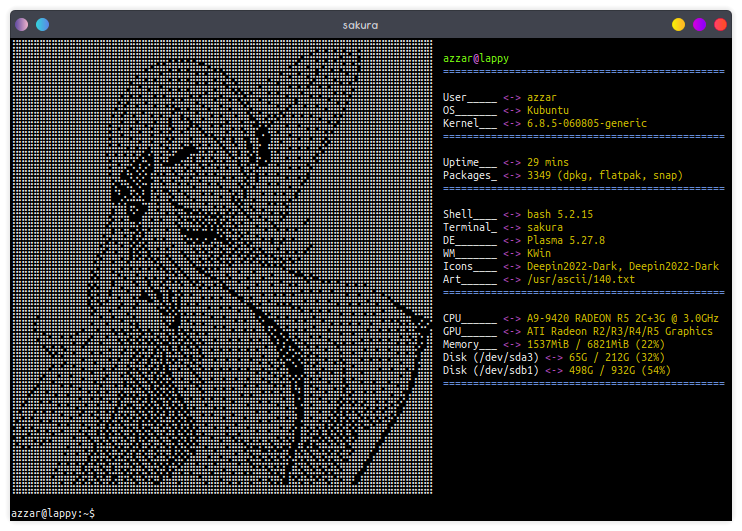 sakura
azzar@lappy
===============================================
User_____ <-> azzar
OS_______ <-> Kubuntu
Kernel___ <-> 6.8.5-060805-generic
===============================================
Uptime___ <-> 29 mins
Packages_ <-> 3349 (dpkg, flatpak, snap)
===============================================
Shell____ <-> bash 5.2.15
Terminal_ <-> sakura
DE_______ <-> Plasma 5.27.8
WM_______ <-> KWin
Icons____ <-> Deepin2022-Dark, Deepin2022-Dark
Art______ <-> /usr/ascii/140.txt
===============================================
CPU______ <-> A9-9420 RADEON R5 2C+3G @ 3.0GHz
GPU______ <-> ATI Radeon R2/R3/R4/R5 Graphics
Memory___ <-> 1537MiB / 6821MiB (22%)
Disk (/dev/sda3) <-> 65G / 212G (32%)
Disk (/dev/sdb1) <-> 498G / 932G (54%)
===============================================
azzar@lappy:~$